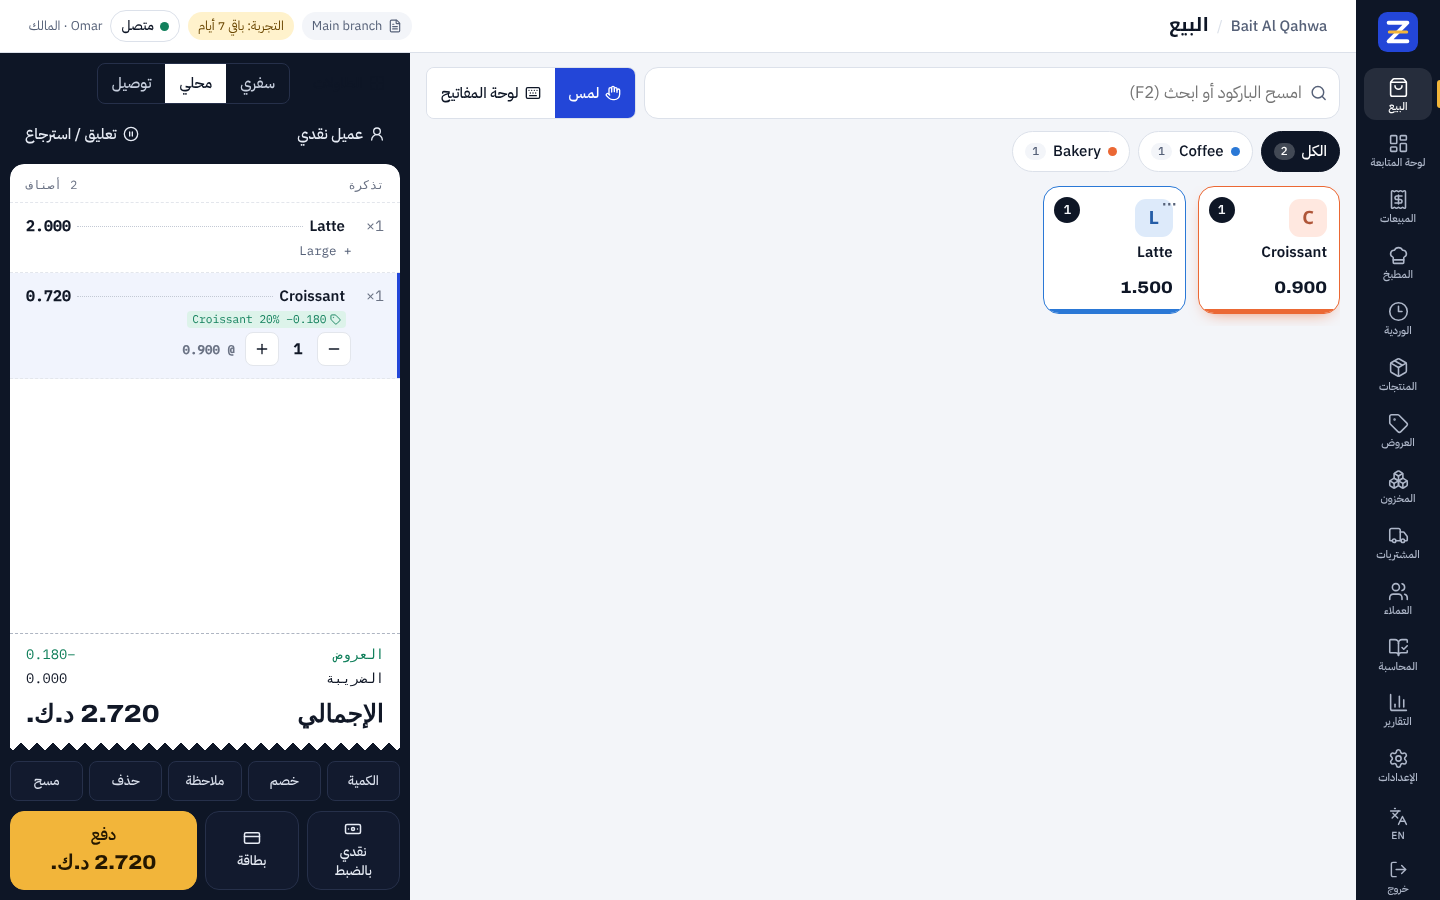 Z
البيع
لوحة المتابعة
المبيعات
المطبخ
الوردية
المنتجات
العروض
المخزون
المشتريات
العملاء
المحاسبة
التقارير
الإعدادات
EN
خروج
Bait Al Qahwa / البيع
Main branch
التجربة: باقي 7 أيام
متصل
Omar · المالك
امسح الباركود أو ابحث (F2)
لمس
لوحة المفاتيح
الكل 2
Coffee 1
Bakery 1
C 1
Croissant
0.900
L 1 ...
Latte
1.500
سفري
محلي
توصيل
عميل نقدي
تعليق / استرجاع
تذكرة
2 أصناف
×1 Latte 2.000
Large +
×1 Croissant 0.720
Croissant 20% −0.180
− 1 + 0.900 @
العروض −0.180
الضريبة 0.000
الإجمالي 2.720 د.ك.
الكمية
خصم
ملاحظة
حذف
مسح
نقدي
بالضبط
بطاقة
دفع
2.720 د.ك.